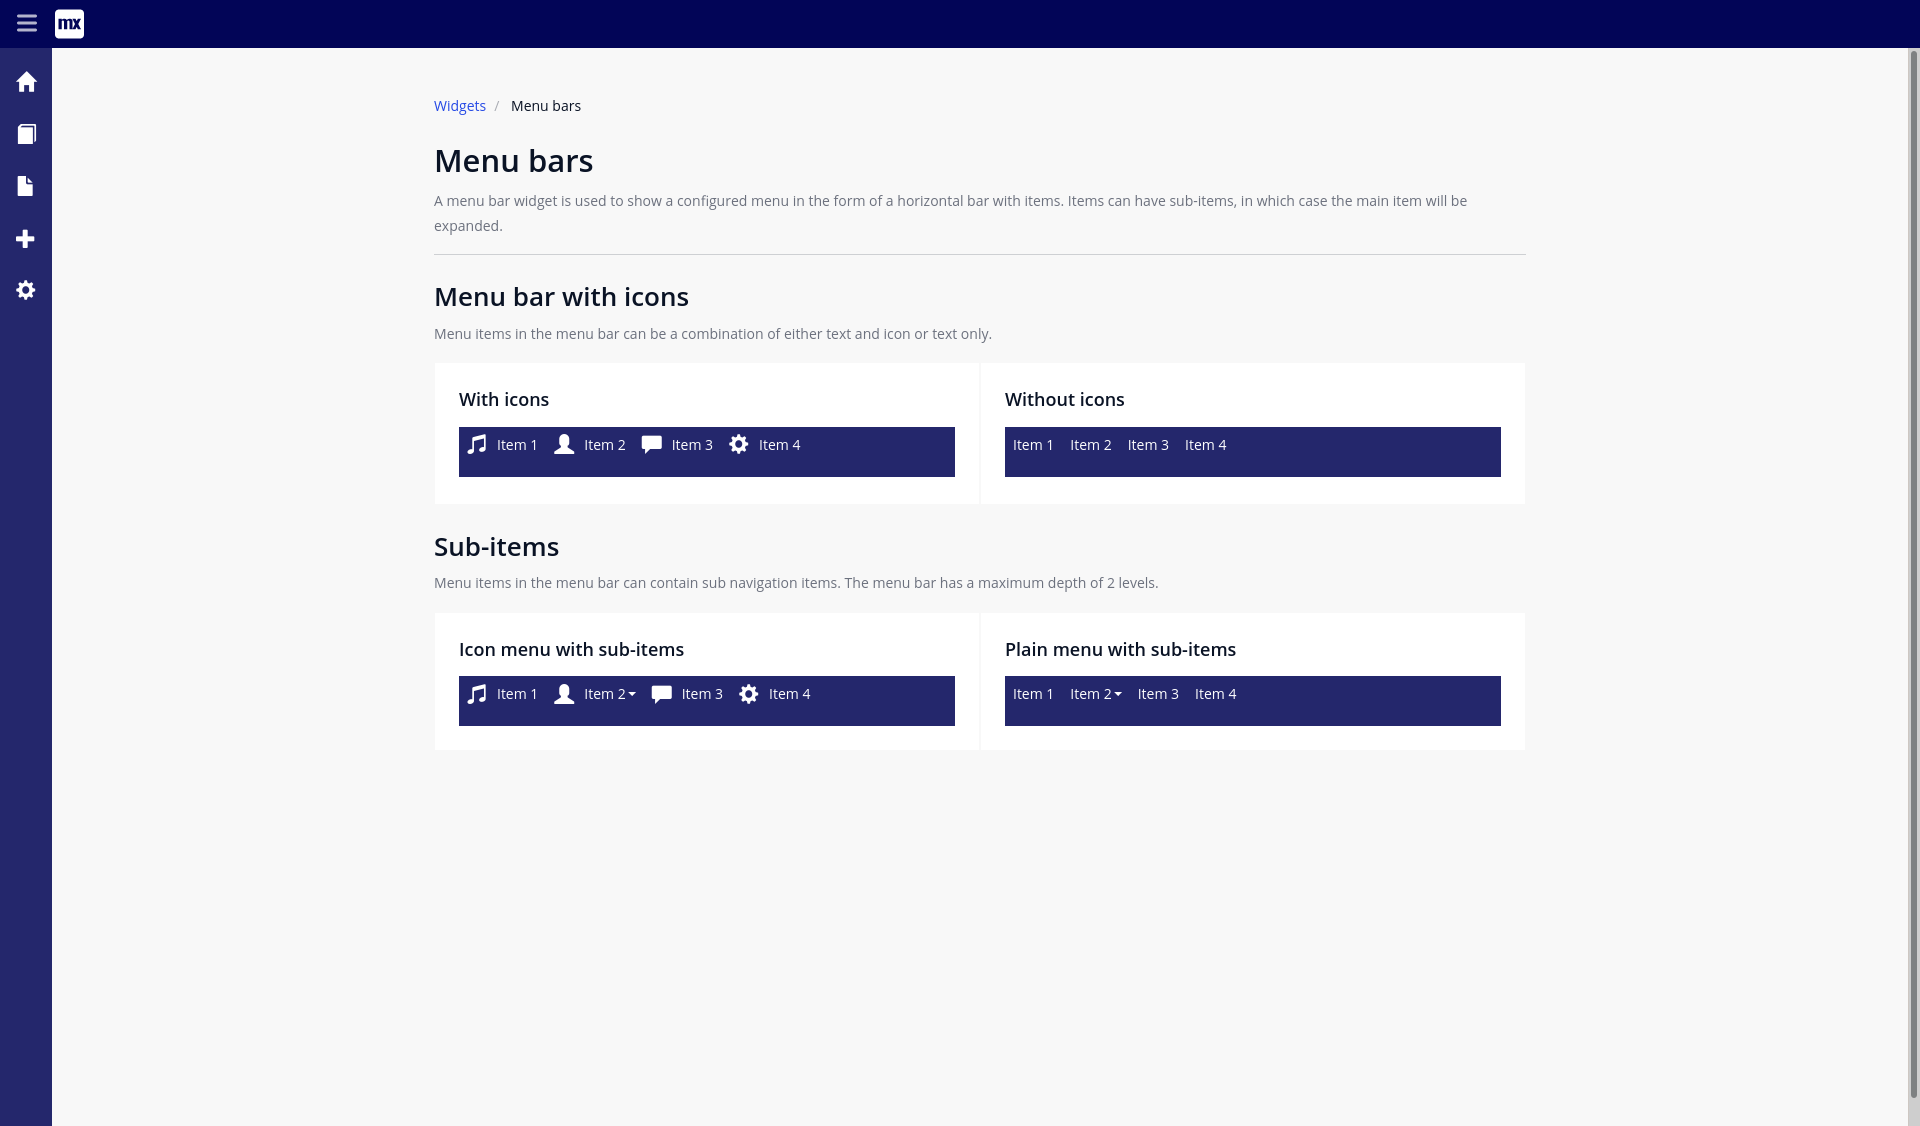 mx
Widgets / Menu bars
Menu bars
A menu bar widget is used to show a configured menu in the form of a horizontal bar with items. Items can have sub-items, in which case the main item will be
expanded.
Menu bar with icons
Menu items in the menu bar can be a combination of either text and icon or text only.
With icons
Item 1 Item 2 Item 3 Item 4
Without icons
Item 1 Item 2 Item 3 Item 4
Sub-items
Menu items in the menu bar can contain sub navigation items. The menu bar has a maximum depth of 2 levels.
Icon menu with sub-items
Item 1 Item 2 Item 3 Item 4
Plain menu with sub-items
Item 1 Item 2 Item 3 Item 4